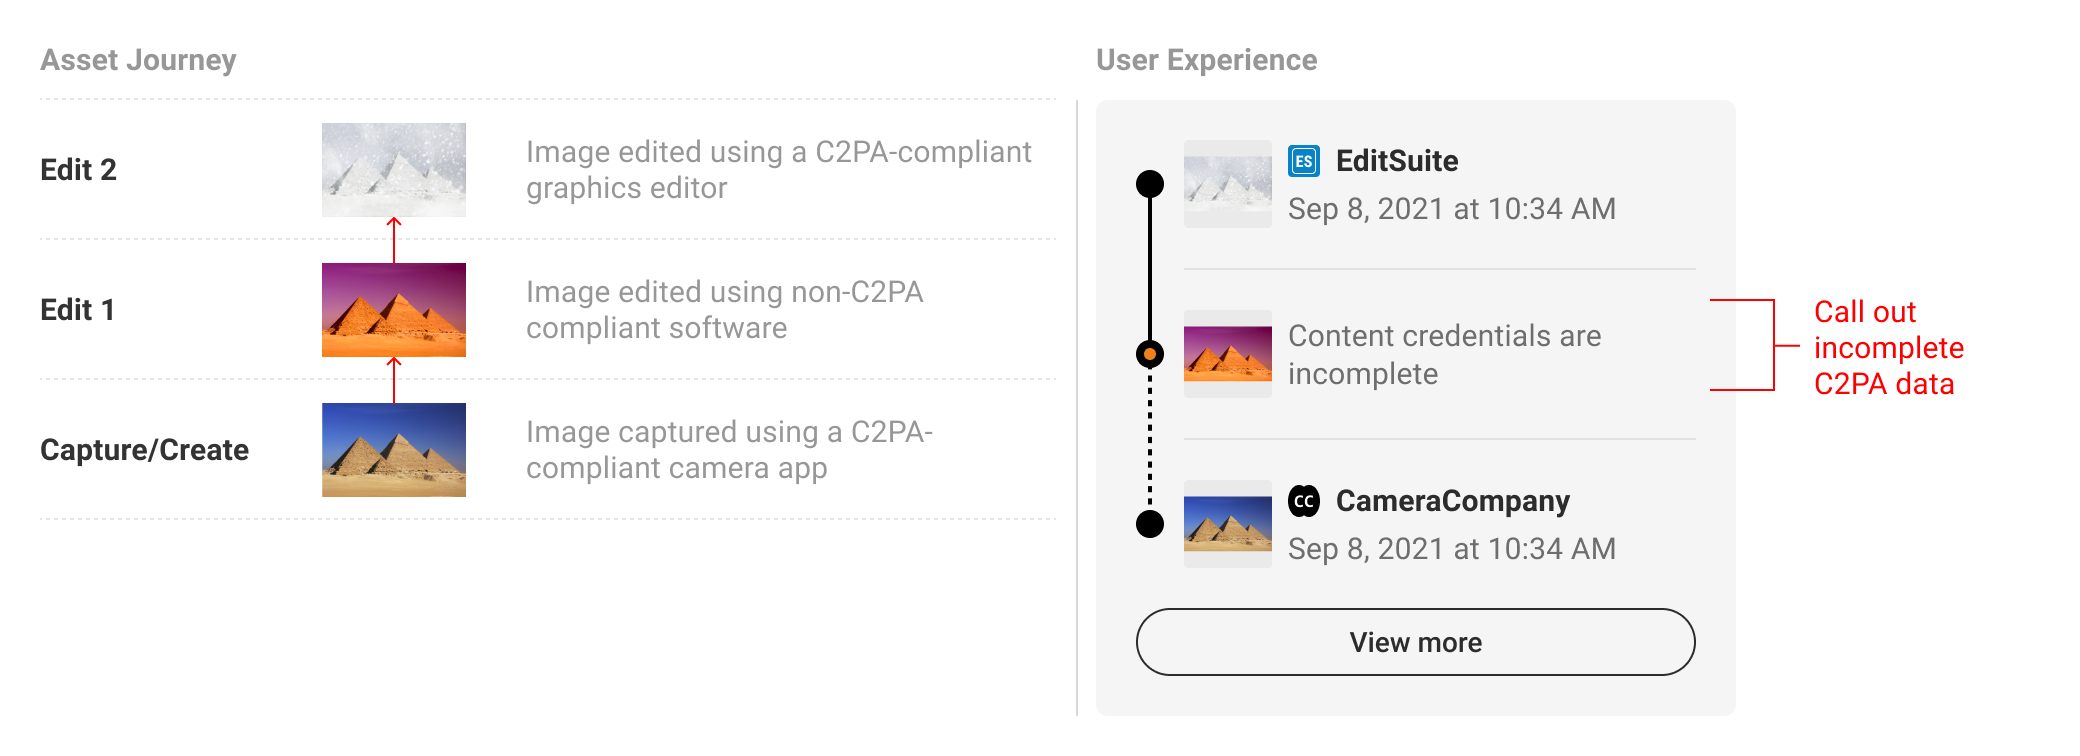 Asset Journey
Edit 2
Image edited using a C2PA-compliant
graphics editor
Edit 1
Image edited using non-C2PA
compliant software
Capture/Create
Image captured using a C2PA-
compliant camera app
User Experience
ES EditSuite
Sep 8, 2021 at 10:34 AM
Content credentials are
incomplete
CC CameraCompany
Sep 8, 2021 at 10:34 AM
View more
Call out
incomplete
C2PA data